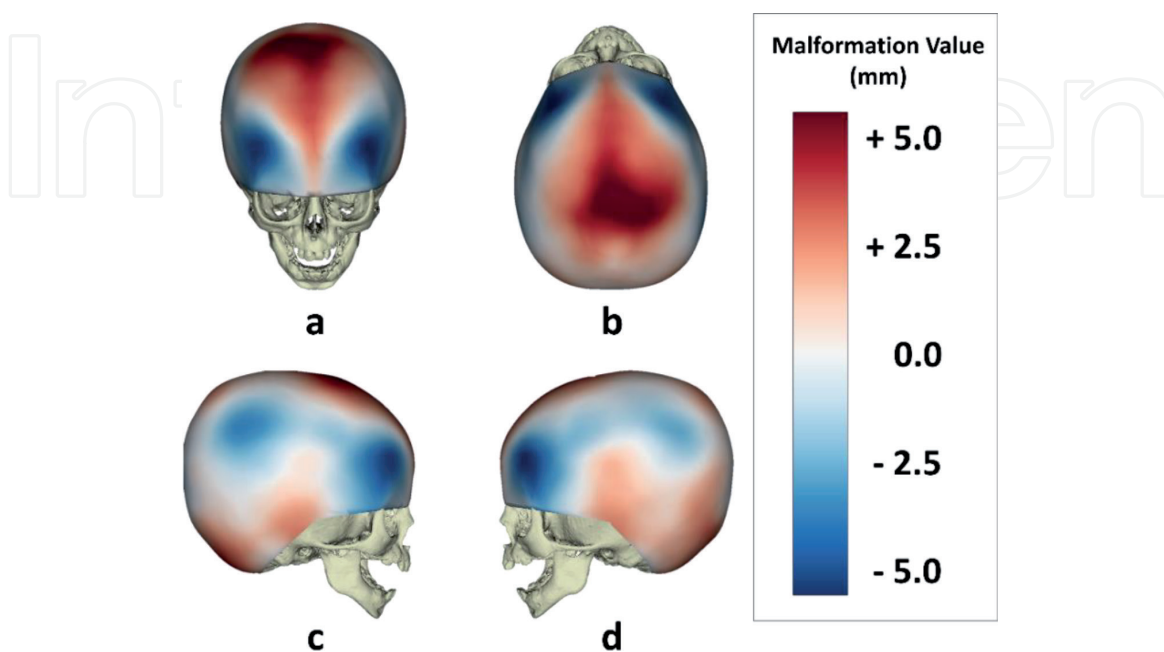 Malformation Value
(mm)
+ 5.0
+ 2.5
0.0
- 2.5
- 5.0
a
b
c
d